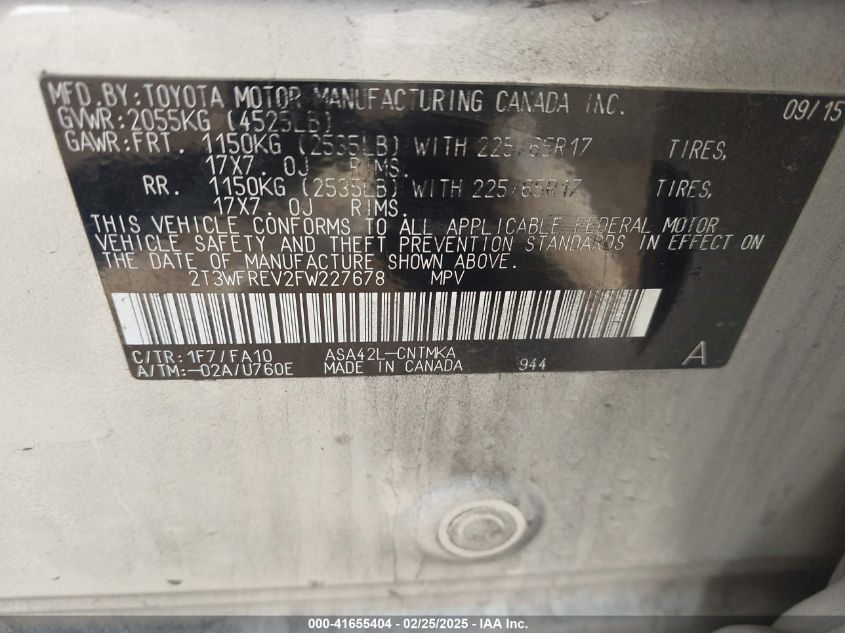 MFD. BY: TOYOTA MOTOR MANUFACTURING CANADA INC. 09/15
GVWR: 2055KG (4525LB)
GAWR: FRT. 1150KG (2535LB) WITH 225/65R17 TIRES,
17X7.0J RIMS.
RR. 1150KG (2535LB) WITH 225/65R17 TIRES,
17X7.0J RIMS.
THIS VEHICLE CONFORMS TO ALL APPLICABLE FEDERAL MOTOR
VEHICLE SAFETY AND THEFT PREVENTION STANDARDS IN EFFECT ON
THE DATE OF MANUFACTURE SHOWN ABOVE.
2T3WFREV2FW227678 MPV
C/TR: 1F7/FA10 ASA42L-CNTMKA A
A/TM: -02A/U760E MADE IN CANADA 944
000-41655404 - 02/25/2025 - IAA Inc.